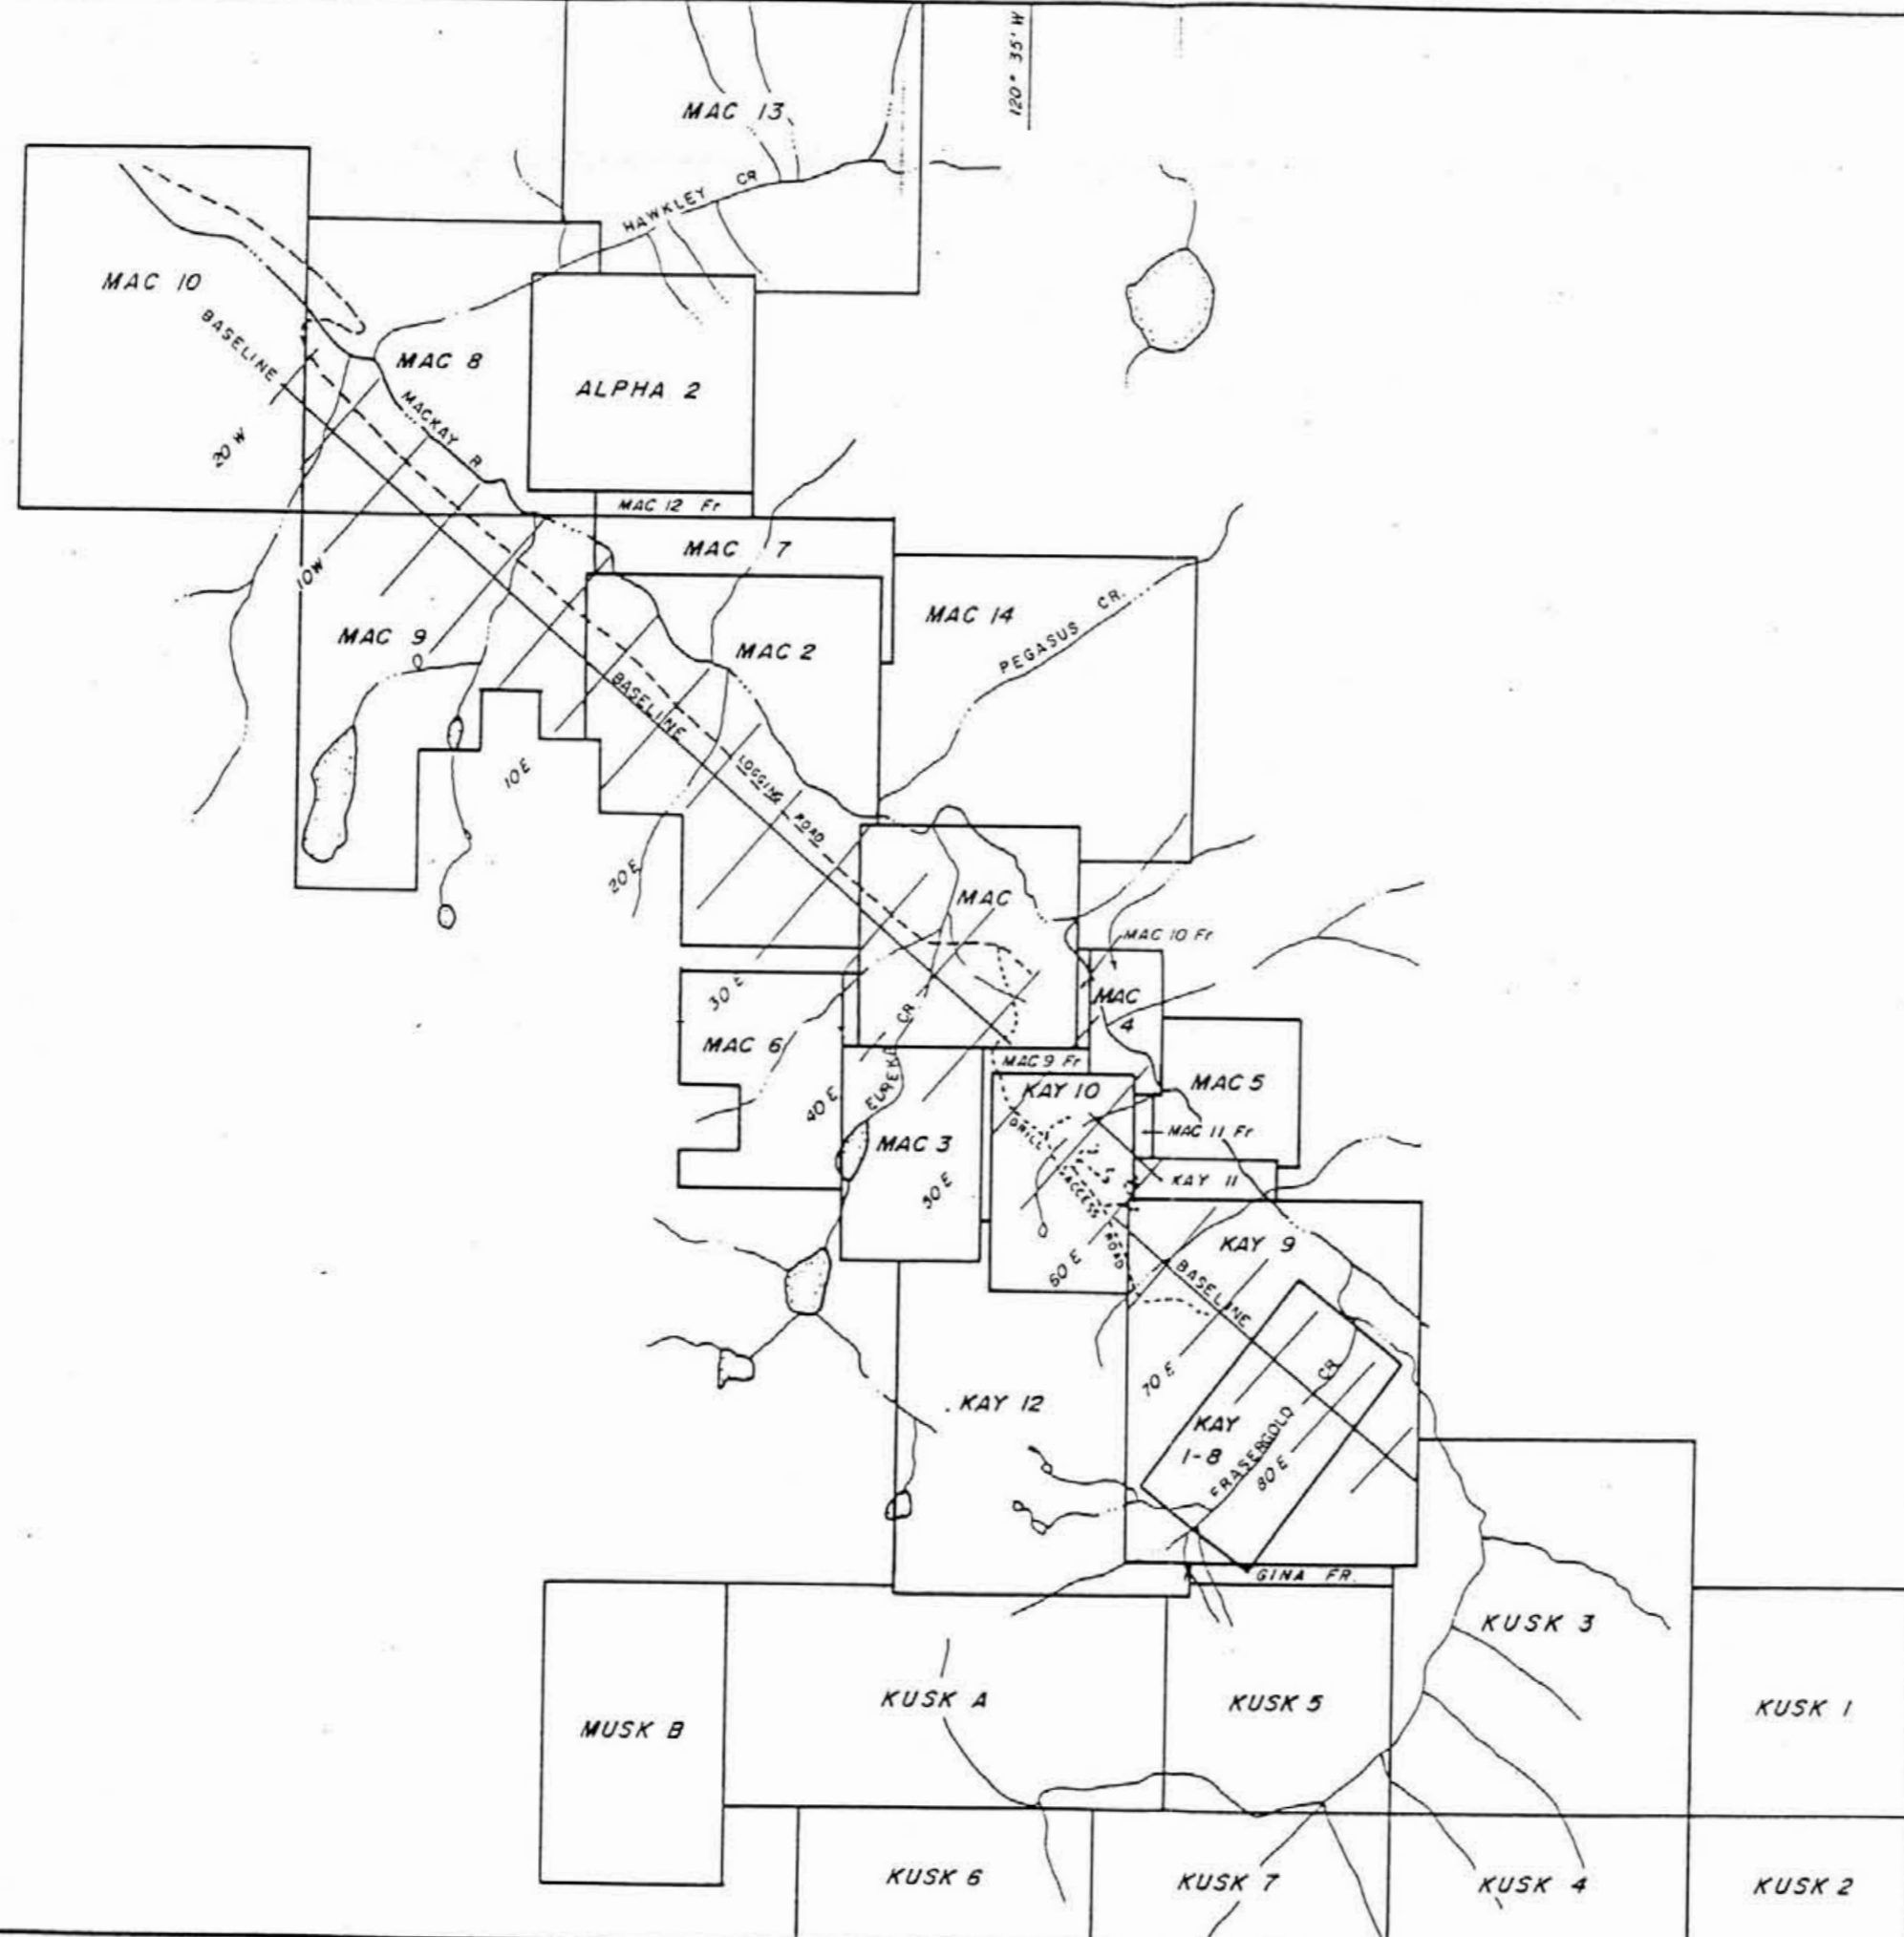 120° 35' W
MAC 13
HAWKLEY CR
MAC 10
BASELINE
MAC 8
MACKAY R.
ALPHA 2
20 W
MAC 12 Fr
MAC 7
10W
MAC 14
PEGASUS CR.
MAC 9
0
MAC 2
BASELINE
10 E
LOGGING ROAD
20 E
MAC
MAC 10 Fr
30 E
MAC 4
CR.
EUREKA
MAC 6
MAC 9 Fr
KAY 10
MAC 5
40 E
DRILL ACCESS ROAD
MAC 11 Fr
MAC 3
KAY 11
50 E
KAY 9
60 E
BASELINE
70 E
CR.
KAY 12
KAY 1-8
FRASERGOLD
80 E
GINA FR.
KUSK 3
KUSK A
KUSK 5
KUSK 1
MUSK B
KUSK 6
KUSK 7
KUSK 4
KUSK 2